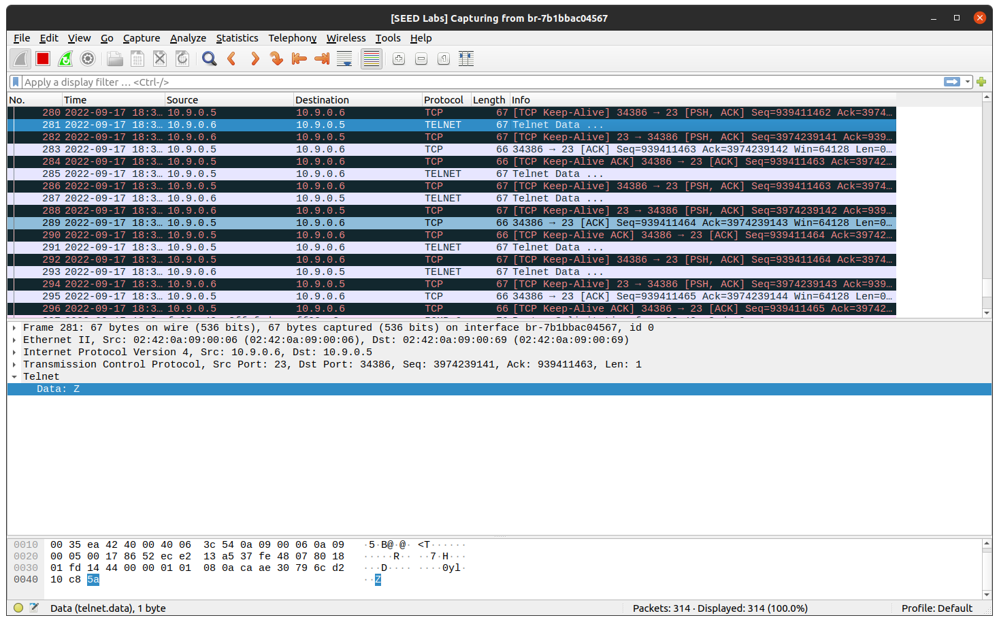 [SEED Labs] Capturing from br-7b1bbac04567
File Edit View Go Capture Analyze Statistics Telephony Wireless Tools Help
Apply a display filter … <Ctrl-/>
No. Time Source Destination Protocol Length Info
280 2022-09-17 18:3… 10.9.0.5 10.9.0.6 TCP 67 [TCP Keep-Alive] 34386 → 23 [PSH, ACK] Seq=939411462 Ack=3974…
281 2022-09-17 18:3… 10.9.0.6 10.9.0.5 TELNET 67 Telnet Data ...
282 2022-09-17 18:3… 10.9.0.6 10.9.0.5 TCP 67 [TCP Keep-Alive] 23 → 34386 [PSH, ACK] Seq=3974239141 Ack=939…
283 2022-09-17 18:3… 10.9.0.5 10.9.0.6 TCP 66 34386 → 23 [ACK] Seq=939411463 Ack=3974239142 Win=64128 Len=0…
284 2022-09-17 18:3… 10.9.0.5 10.9.0.6 TCP 66 [TCP Keep-Alive ACK] 34386 → 23 [ACK] Seq=939411463 Ack=39742…
285 2022-09-17 18:3… 10.9.0.5 10.9.0.6 TELNET 67 Telnet Data ...
286 2022-09-17 18:3… 10.9.0.5 10.9.0.6 TCP 67 [TCP Keep-Alive] 34386 → 23 [PSH, ACK] Seq=939411463 Ack=3974…
287 2022-09-17 18:3… 10.9.0.6 10.9.0.5 TELNET 67 Telnet Data ...
288 2022-09-17 18:3… 10.9.0.6 10.9.0.5 TCP 67 [TCP Keep-Alive] 23 → 34386 [PSH, ACK] Seq=3974239142 Ack=939…
289 2022-09-17 18:3… 10.9.0.5 10.9.0.6 TCP 66 34386 → 23 [ACK] Seq=939411464 Ack=3974239143 Win=64128 Len=0…
290 2022-09-17 18:3… 10.9.0.5 10.9.0.6 TCP 66 [TCP Keep-Alive ACK] 34386 → 23 [ACK] Seq=939411464 Ack=39742…
291 2022-09-17 18:3… 10.9.0.5 10.9.0.6 TELNET 67 Telnet Data ...
292 2022-09-17 18:3… 10.9.0.5 10.9.0.6 TCP 67 [TCP Keep-Alive] 34386 → 23 [PSH, ACK] Seq=939411464 Ack=3974…
293 2022-09-17 18:3… 10.9.0.6 10.9.0.5 TELNET 67 Telnet Data ...
294 2022-09-17 18:3… 10.9.0.6 10.9.0.5 TCP 67 [TCP Keep-Alive] 23 → 34386 [PSH, ACK] Seq=3974239143 Ack=939…
295 2022-09-17 18:3… 10.9.0.5 10.9.0.6 TCP 66 34386 → 23 [ACK] Seq=939411465 Ack=3974239144 Win=64128 Len=0…
296 2022-09-17 18:3… 10.9.0.5 10.9.0.6 TCP 66 [TCP Keep-Alive ACK] 34386 → 23 [ACK] Seq=939411465 Ack=39742…
Frame 281: 67 bytes on wire (536 bits), 67 bytes captured (536 bits) on interface br-7b1bbac04567, id 0
Ethernet II, Src: 02:42:0a:09:00:06 (02:42:0a:09:00:06), Dst: 02:42:0a:09:00:69 (02:42:0a:09:00:69)
Internet Protocol Version 4, Src: 10.9.0.6, Dst: 10.9.0.5
Transmission Control Protocol, Src Port: 23, Dst Port: 34386, Seq: 3974239141, Ack: 939411463, Len: 1
Telnet
Data: Z
0010 00 35 ea 42 40 00 40 06 3c 54 0a 09 00 06 0a 09 ·5·B@·@· <T······
0020 00 05 00 17 86 52 ec e2 13 a5 37 fe 48 07 80 18 ·····R·· ··7·H···
0030 01 fd 14 44 00 00 01 01 08 0a ca ae 30 79 6c d2 ···D···· ····0yl·
0040 10 c8 5a ··Z
Data (telnet.data), 1 byte Packets: 314 · Displayed: 314 (100.0%) Profile: Default